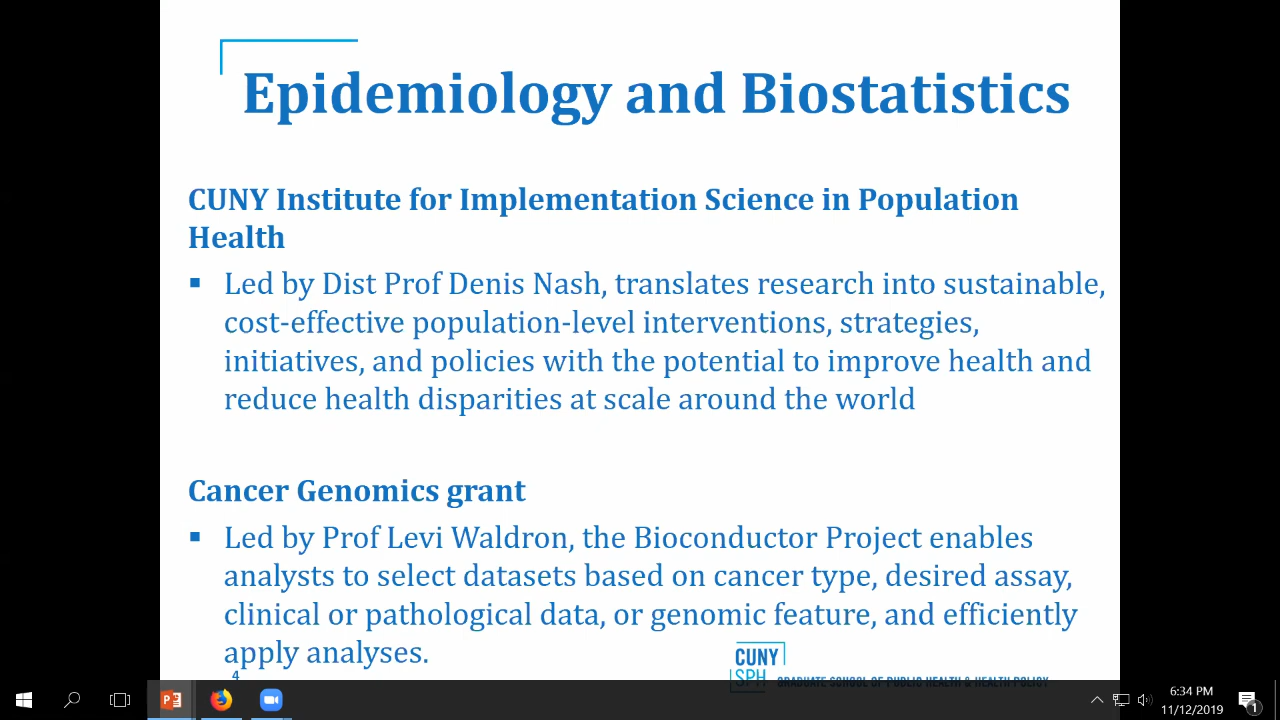 Epidemiology and Biostatistics
CUNY Institute for Implementation Science in Population
Health
▪ Led by Dist Prof Denis Nash, translates research into sustainable,
cost-effective population-level interventions, strategies,
initiatives, and policies with the potential to improve health and
reduce health disparities at scale around the world
Cancer Genomics grant
▪ Led by Prof Levi Waldron, the Bioconductor Project enables
analysts to select datasets based on cancer type, desired assay,
clinical or pathological data, or genomic feature, and efficiently
apply analyses.
4
CUNY
SPH GRADUATE SCHOOL OF PUBLIC HEALTH & HEALTH POLICY
6:34 PM
11/12/2019
1